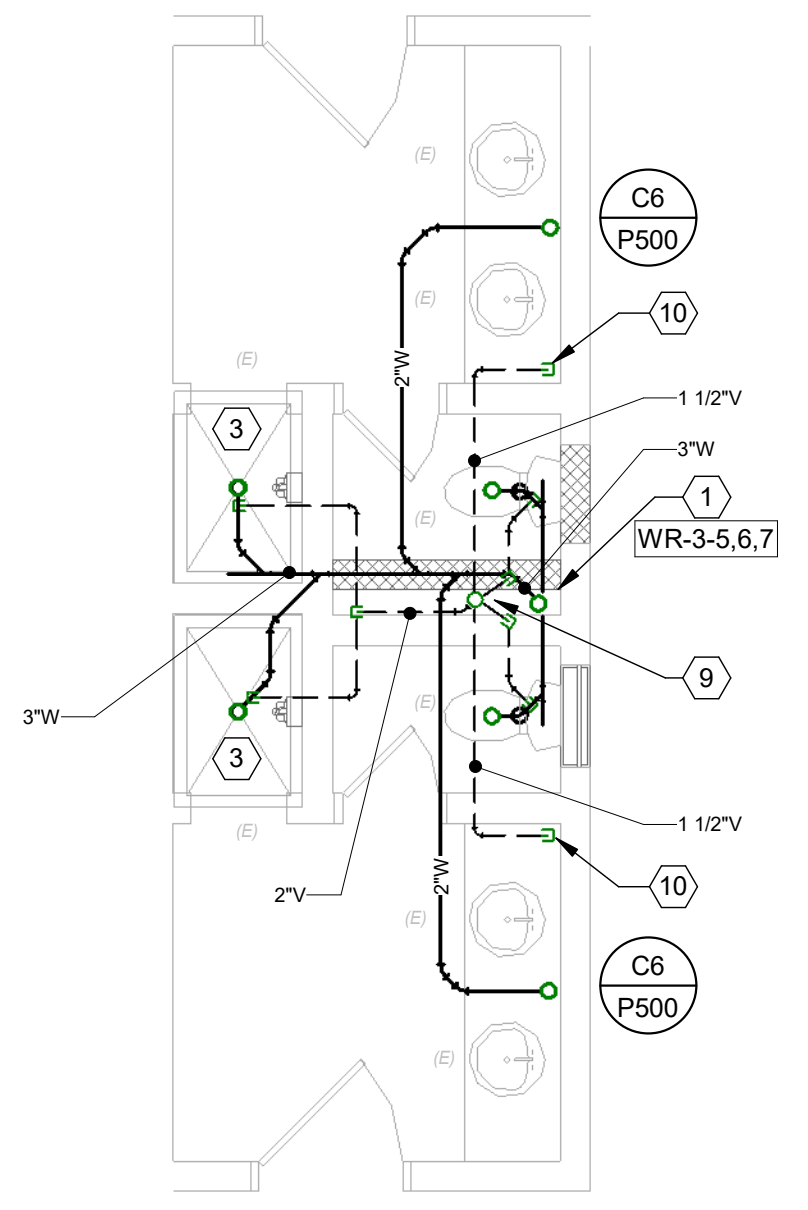 (E)
C6
P500
(E)
10
(E)
2"W
1 1/2"V
3
3"W
1
(E)
WR-3-5,6,7
9
(E)
3"W
3
1 1/2"V
(E)
2"W
10
2"V
(E)
C6
P500
(E)